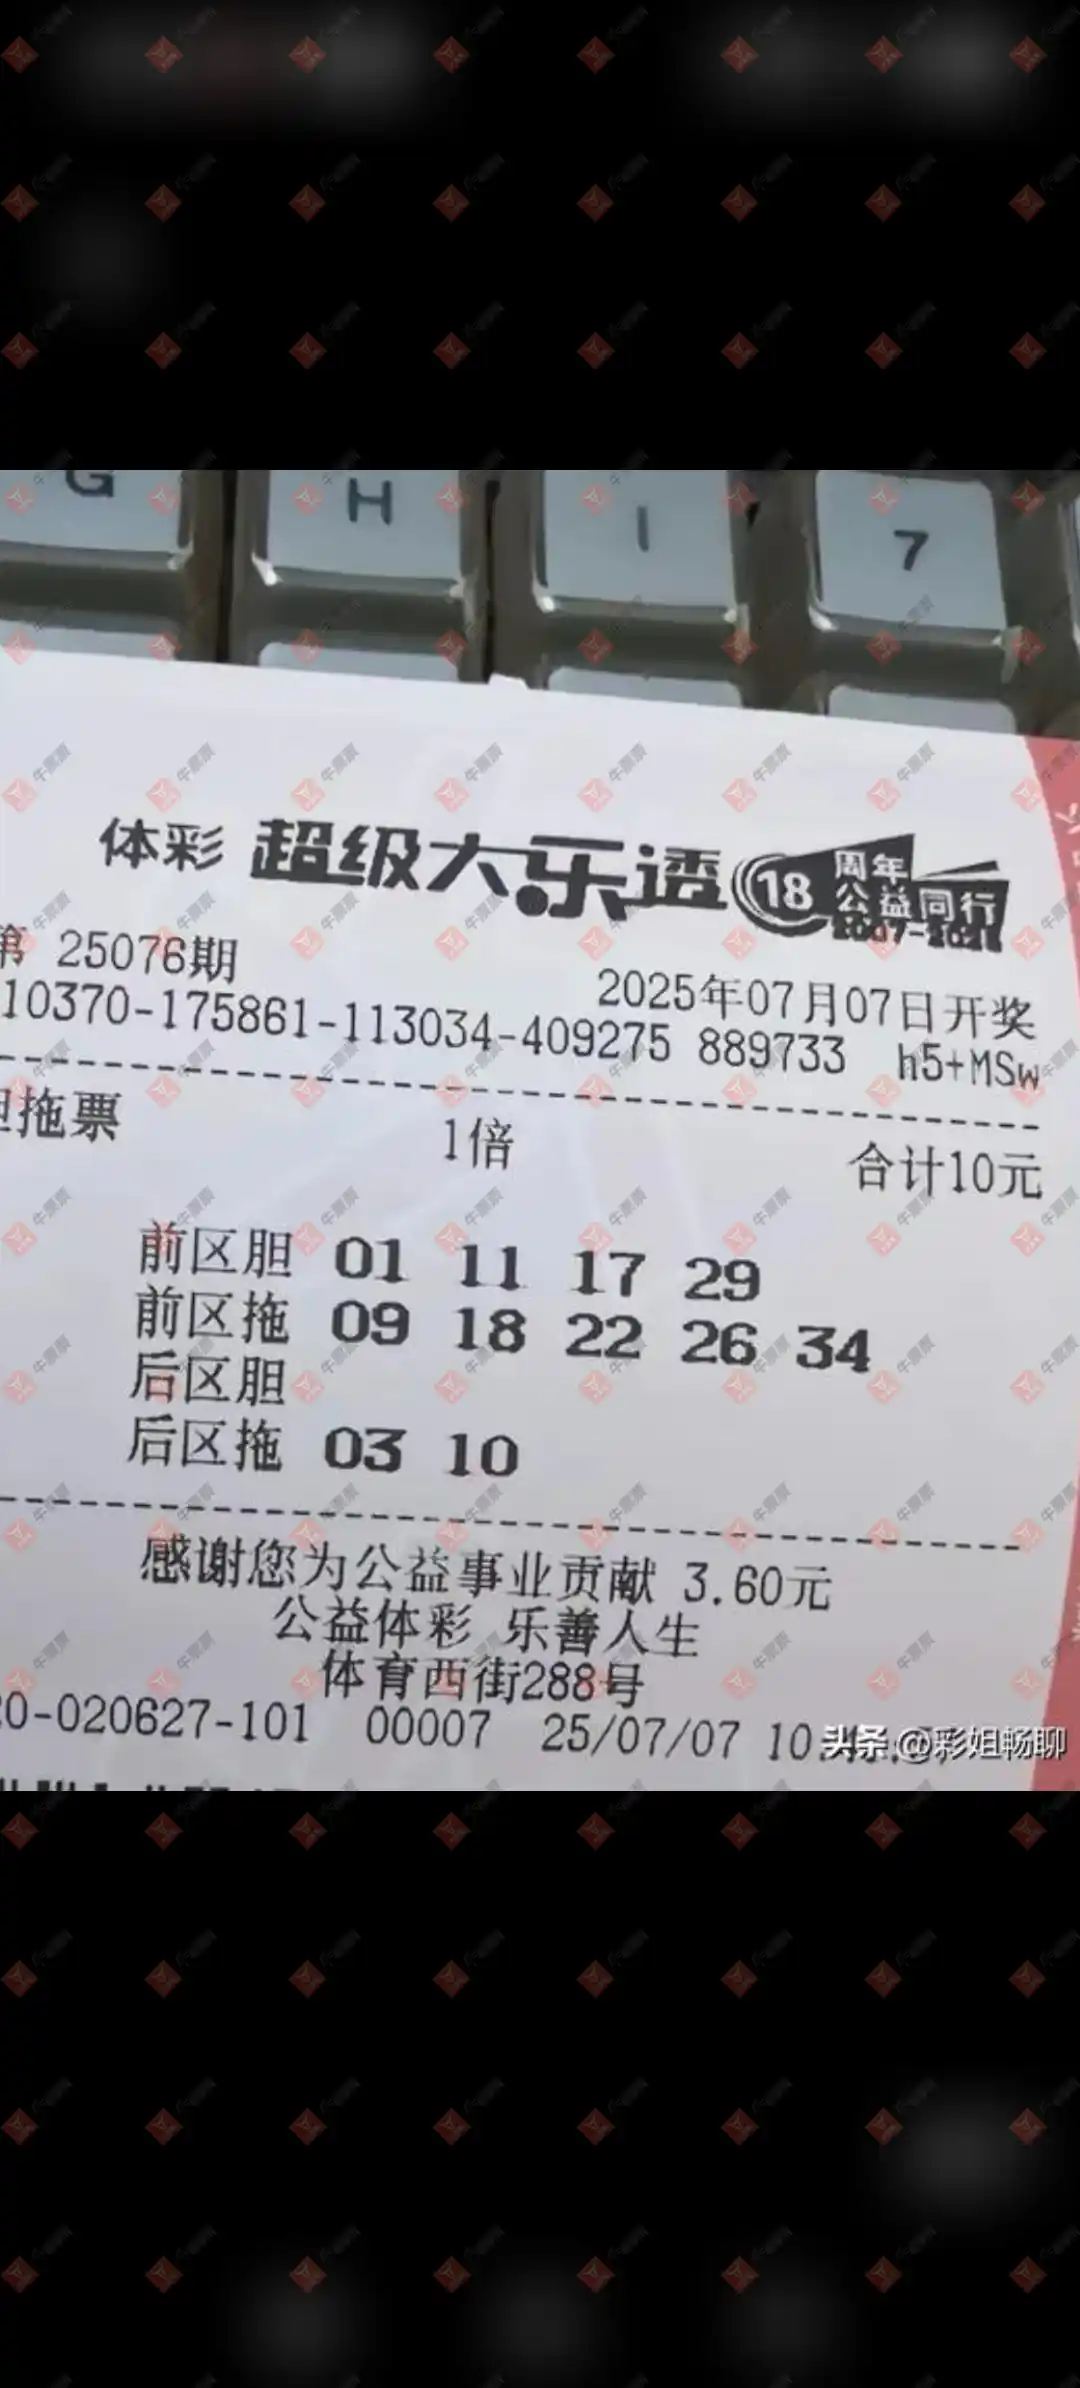 G H I 7
体彩 超级大乐透 18 周年
公益同行
第 25076期
2025年07月07日开奖
10370-175861-113034-409275 889733 h5+MSw
胆拖票 1倍 合计10元
前区胆 01 11 17 29
前区拖 09 18 22 26 34
后区胆
后区拖 03 10
感谢您为公益事业贡献 3.60元
公益体彩 乐善人生
体育西街288号
20-020627-101 00007 25/07/07 10
头条 @彩姐畅聊
牛票票